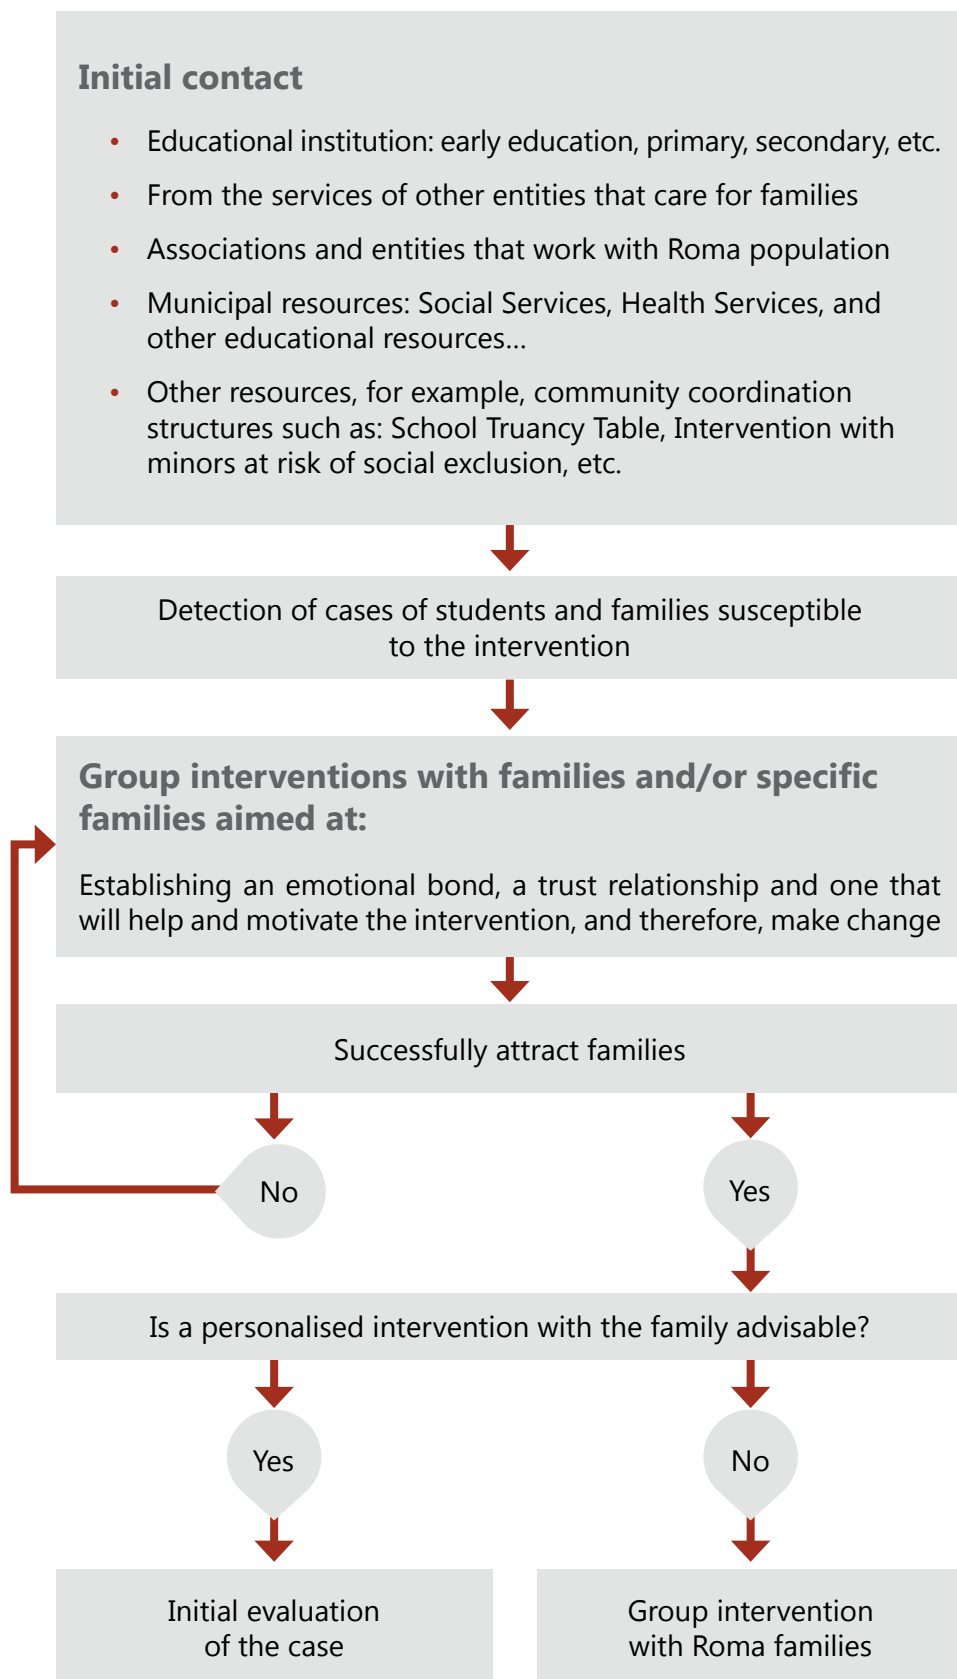 Initial contact
• Educational institution: early education, primary, secondary, etc.
• From the services of other entities that care for families
• Associations and entities that work with Roma population
• Municipal resources: Social Services, Health Services, and
other educational resources...
• Other resources, for example, community coordination
structures such as: School Truancy Table, Intervention with
minors at risk of social exclusion, etc.
Detection of cases of students and families susceptible
to the intervention
Group interventions with families and/or specific
families aimed at:
Establishing an emotional bond, a trust relationship and one that
will help and motivate the intervention, and therefore, make change
Successfully attract families
No
Yes
Is a personalised intervention with the family advisable?
Yes
No
Initial evaluation
of the case
Group intervention
with Roma families